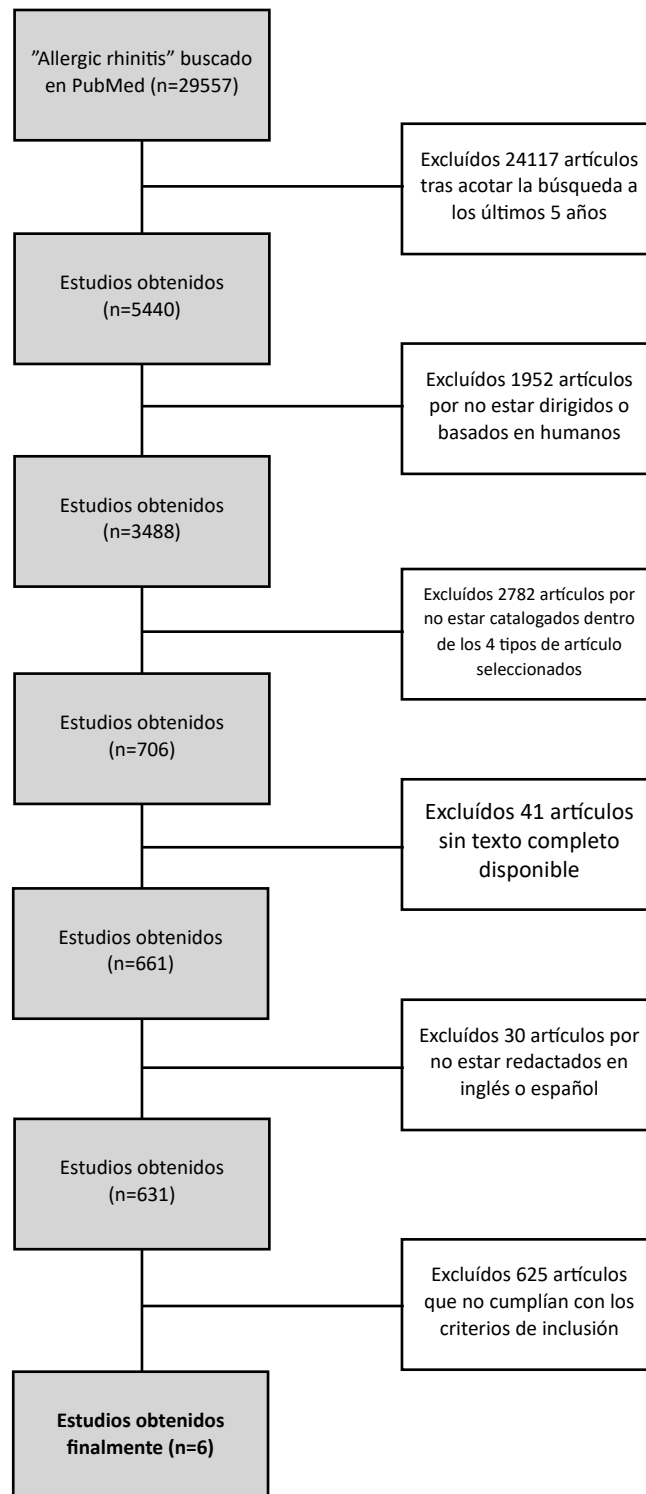 ”Allergic rhinitis” buscado
en PubMed (n=29557)
Excluídos 24117 artículos
tras acotar la búsqueda a
los últimos 5 años
Estudios obtenidos
(n=5440)
Excluídos 1952 artículos
por no estar dirigidos o
basados en humanos
Estudios obtenidos
(n=3488)
Excluídos 2782 artículos por
no estar catalogados dentro
de los 4 tipos de artículo
seleccionados
Estudios obtenidos
(n=706)
Excluídos 41 artículos
sin texto completo
disponible
Estudios obtenidos
(n=661)
Excluídos 30 artículos por
no estar redactados en
inglés o español
Estudios obtenidos
(n=631)
Excluídos 625 artículos
que no cumplían con los
criterios de inclusión
Estudios obtenidos
finalmente (n=6)